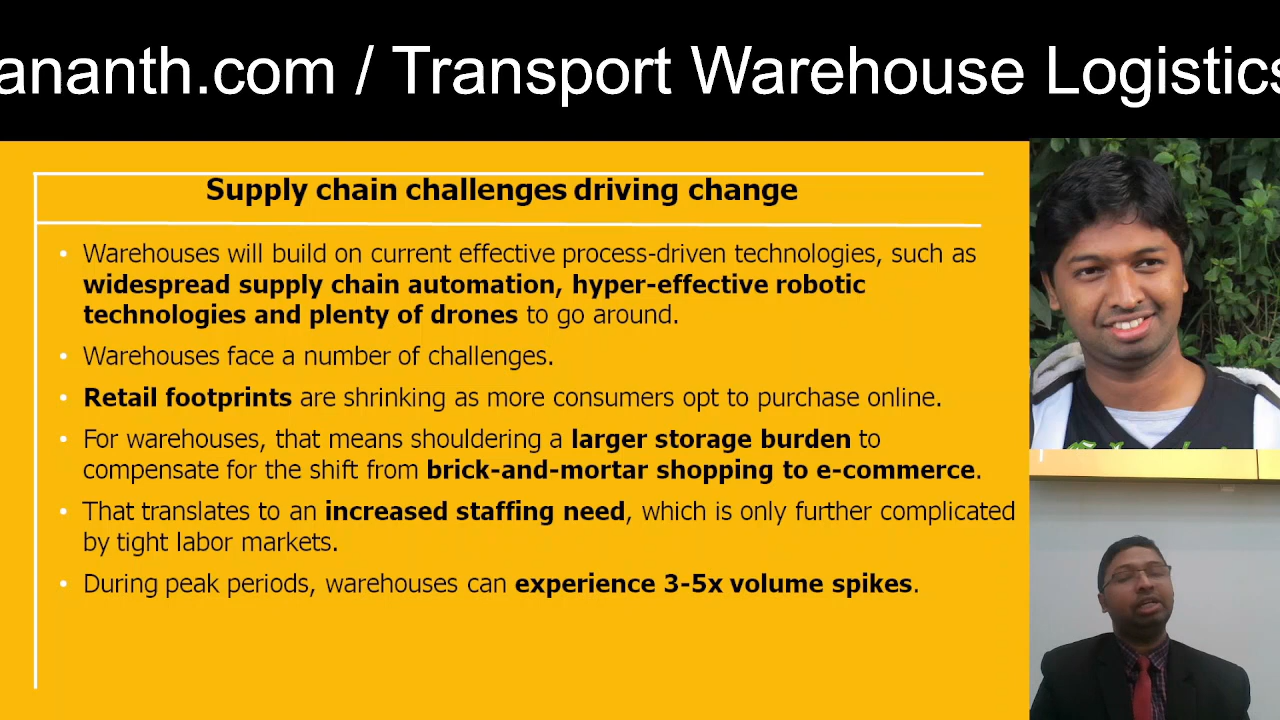 ananth.com / Transport Warehouse Logistics
Supply chain challenges driving change
• Warehouses will build on current effective process-driven technologies, such as
widespread supply chain automation, hyper-effective robotic
technologies and plenty of drones to go around.
• Warehouses face a number of challenges.
• Retail footprints are shrinking as more consumers opt to purchase online.
• For warehouses, that means shouldering a larger storage burden to
compensate for the shift from brick-and-mortar shopping to e-commerce.
• That translates to an increased staffing need, which is only further complicated
by tight labor markets.
• During peak periods, warehouses can experience 3-5x volume spikes.